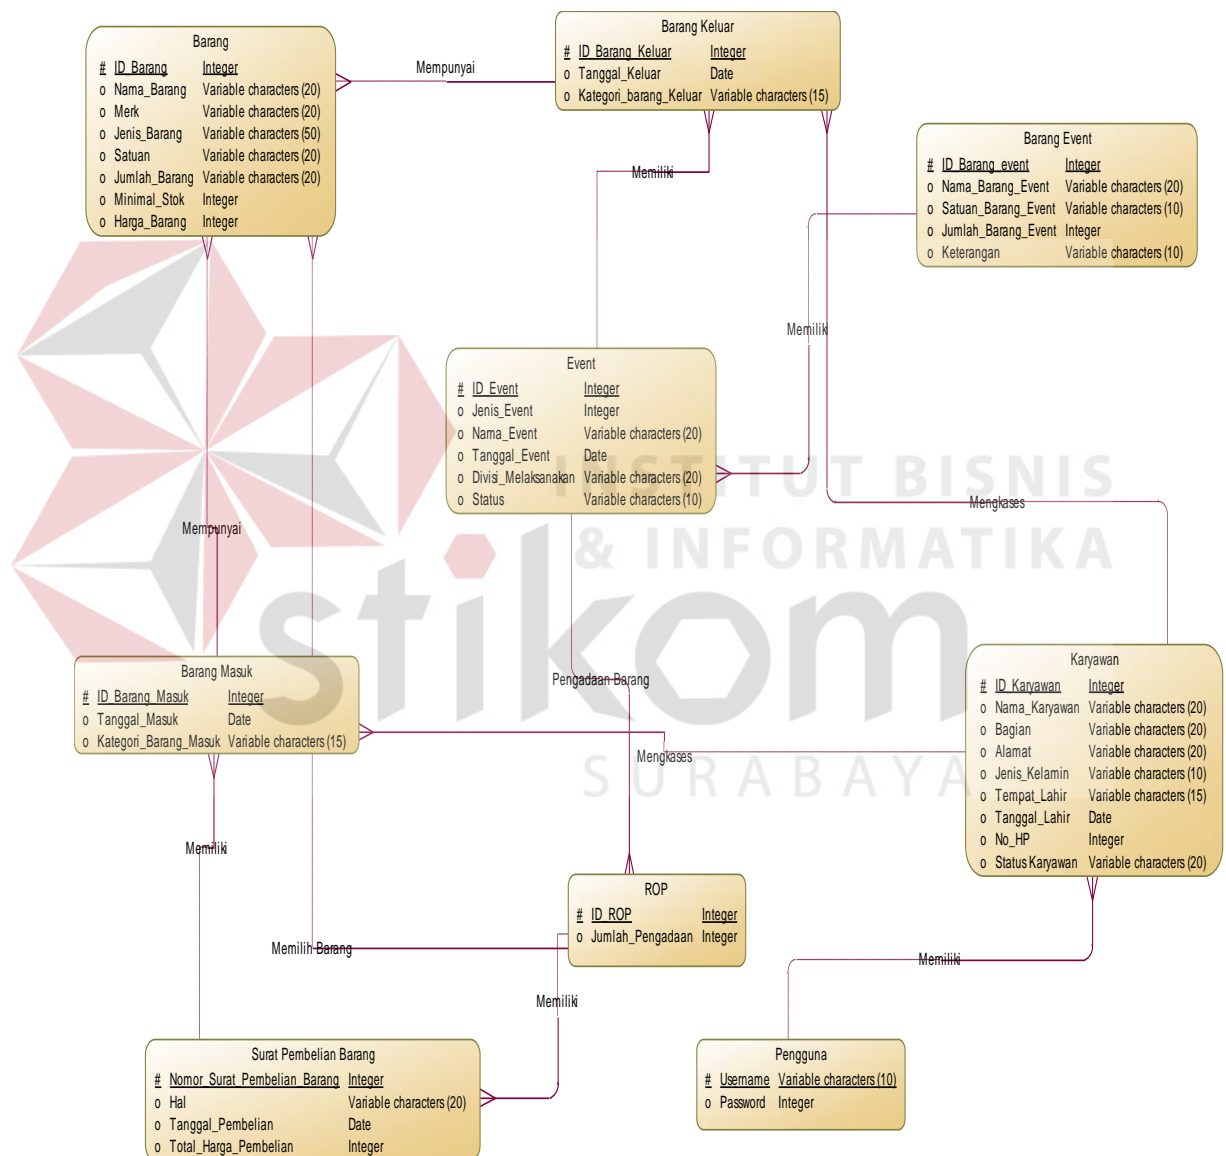 Barang
# ID_Barang Integer
o Nama_Barang Variable characters (20)
o Merk Variable characters (20)
o Jenis_Barang Variable characters (50)
o Satuan Variable characters (20)
o Jumlah_Barang Variable characters (20)
o Minimal_Stok Integer
o Harga_Barang Integer
Mempunyai
Barang Keluar
# ID_Barang_Keluar Integer
o Tanggal_Keluar Date
o Kategori_barang_Keluar Variable characters (15)
Memiliki
Barang Event
# ID_Barang_event Integer
o Nama_Barang_Event Variable characters (20)
o Satuan_Barang_Event Variable characters (10)
o Jumlah_Barang_Event Integer
o Keterangan Variable characters (10)
Memiliki
Event
# ID_Event Integer
o Jenis_Event Integer
o Nama_Event Variable characters (20)
o Tanggal_Event Date
o Divisi_Melaksanakan Variable characters (20)
o Status Variable characters (10)
INSTITUT BISNIS
& INFORMATIKA
stikom
SURABAYA
Mengkases
Mempunyai
Barang Masuk
# ID_Barang_Masuk Integer
o Tanggal_Masuk Date
o Kategori_Barang_Masuk Variable characters (15)
Pengadaan Barang
Mengkases
Karyawan
# ID_Karyawan Integer
o Nama_Karyawan Variable characters (20)
o Bagian Variable characters (20)
o Alamat Variable characters (20)
o Jenis_Kelamin Variable characters (10)
o Tempat_Lahir Variable characters (15)
o Tanggal_Lahir Date
o No_HP Integer
o Status Karyawan Variable characters (20)
Memiliki
ROP
# ID_ROP Integer
o Jumlah_Pengadaan Integer
Memilih Barang
Memiliki
Memiliki
Surat Pembelian Barang
# Nomor_Surat_Pembelian_Barang Integer
o Hal Variable characters (20)
o Tanggal_Pembelian Date
o Total_Harga_Pembelian Integer
Pengguna
# Username Variable characters (10)
o Password Integer